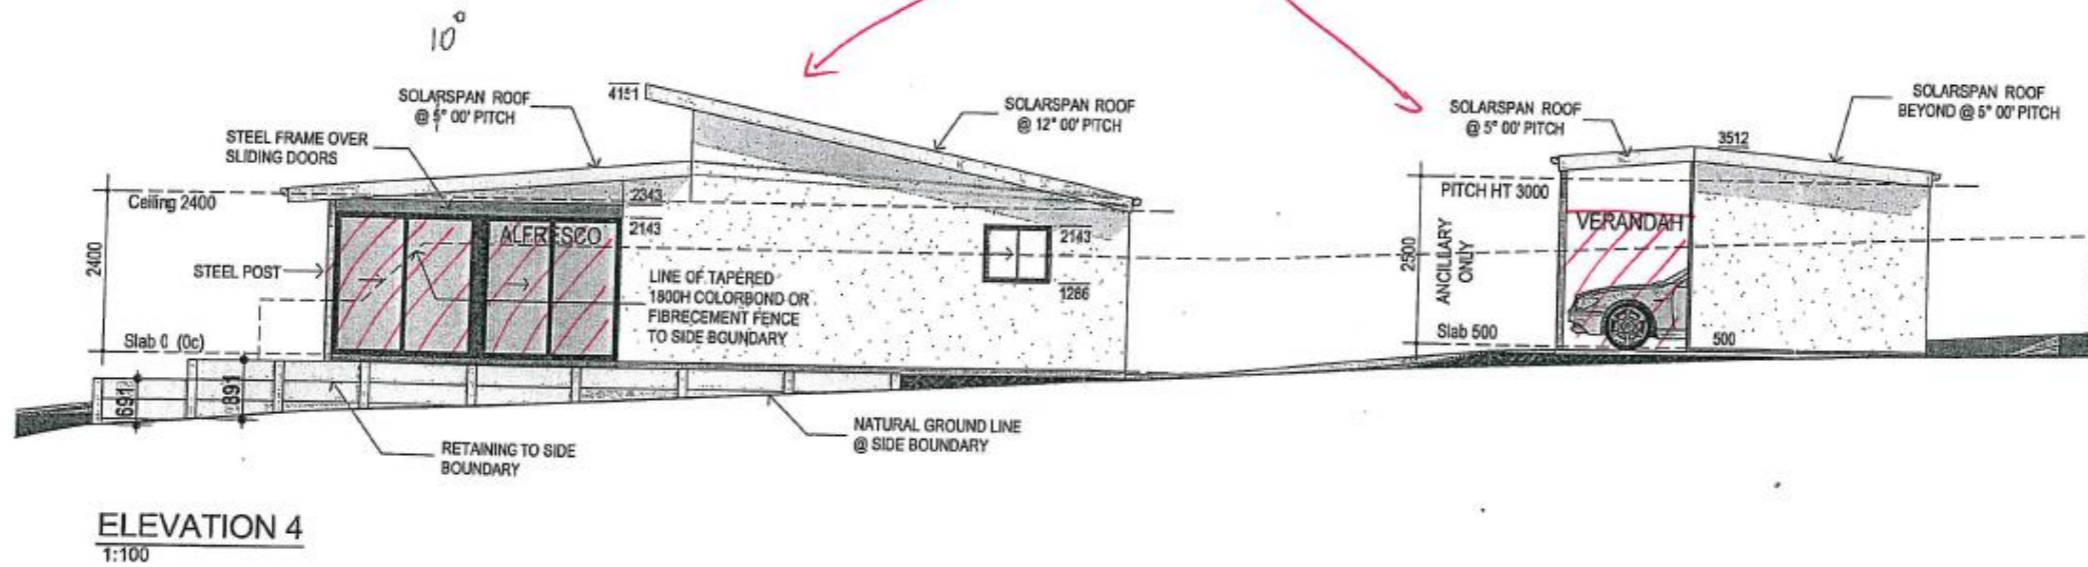 10°
SOLARSPAN ROOF
@ 5° 00' PITCH
STEEL FRAME OVER
SLIDING DOORS
4151
SOLARSPAN ROOF
@ 12° 00' PITCH
SOLARSPAN ROOF
@ 5° 00' PITCH
3512
SOLARSPAN ROOF
BEYOND @ 5° 00' PITCH
Ceiling 2400
2400
STEEL POST
Slab 0 (0c)
ALFRESCO
2343
2143
LINE OF TAPERED
1800H COLORBOND OR
FIBRECEMENT FENCE
TO SIDE BOUNDARY
2143
1286
PITCH HT 3000
2500
ANCILIARY
ONLY
VERANDAH
Slab 500
500
691
891
RETAINING TO SIDE
BOUNDARY
NATURAL GROUND LINE
@ SIDE BOUNDARY
ELEVATION 4
1:100